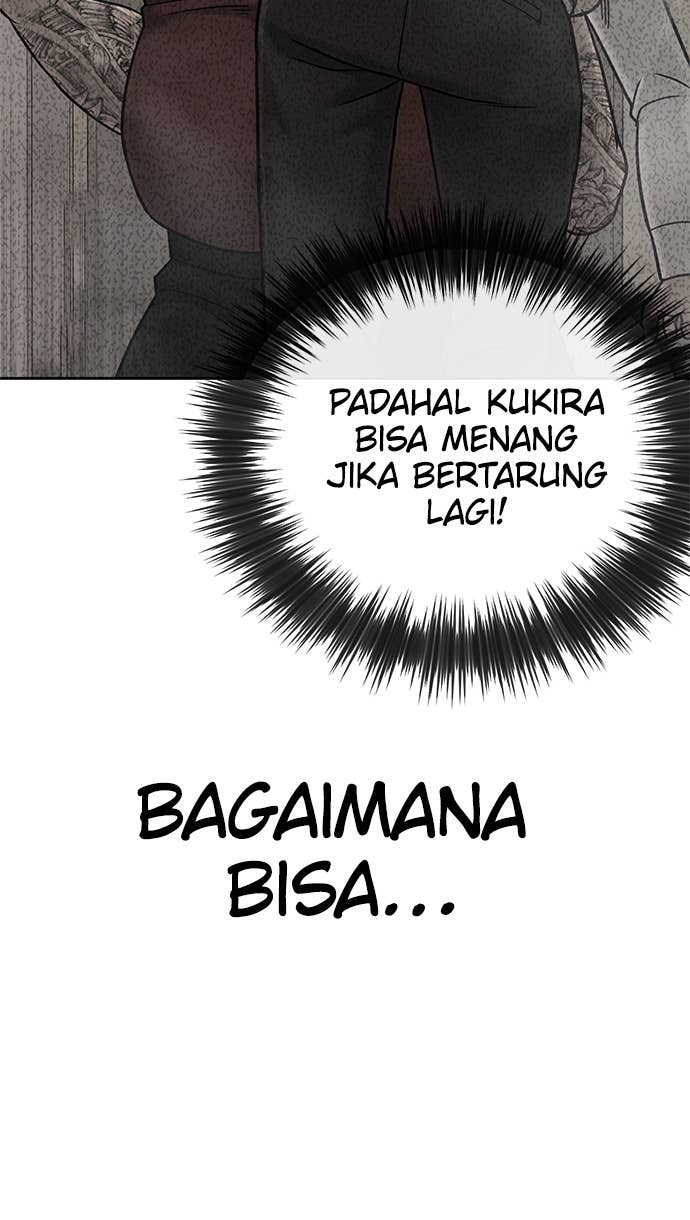 PADAHAL KUKIRA
BISA MENANG
JIKA BERTARUNG
LAGI!
BAGAIMANA
BISA...